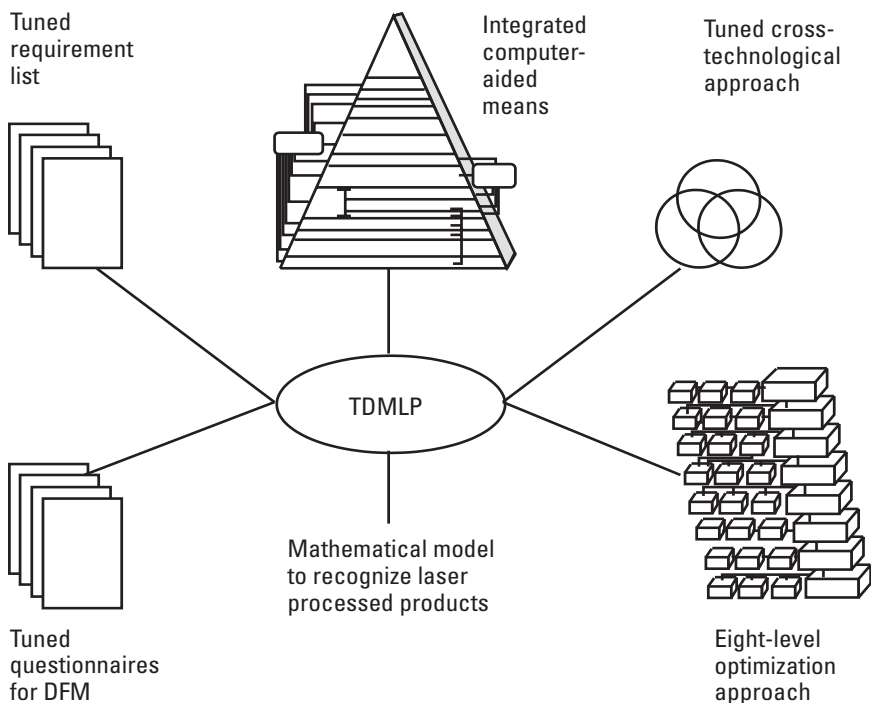 Tuned
requirement
list
Integrated
computer-
aided
means
Tuned cross-
technological
approach
TDMLP
Mathematical model
to recognize laser
processed products
Tuned
questionnaires
for DFM
Eight-level
optimization
approach